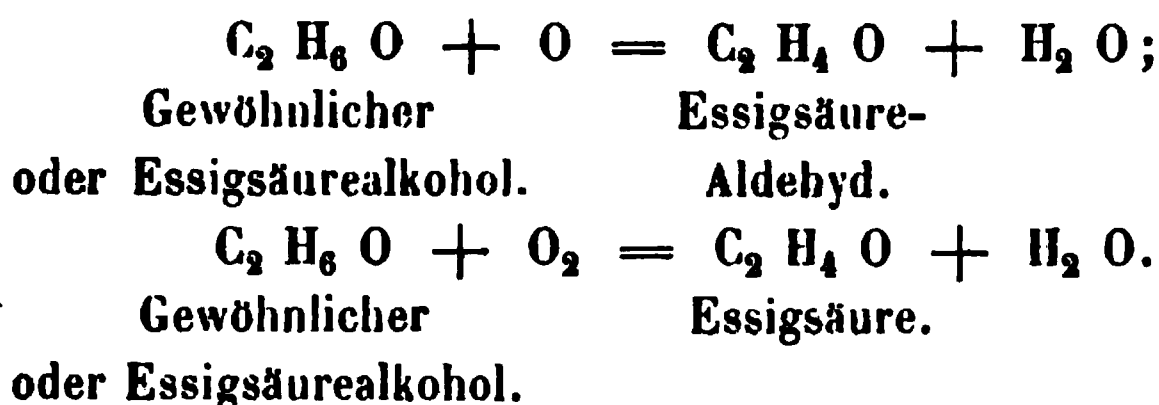 C₂ H₆ O + O = C₂ H₄ O + H₂ O;
Gewöhnlicher Essigsäure-
oder Essigsäurealkohol. Aldehyd.
C₂ H₆ O + O₂ = C₂ H₄ O + H₂ O.
Gewöhnlicher Essigsäure.
oder Essigsäurealkohol.